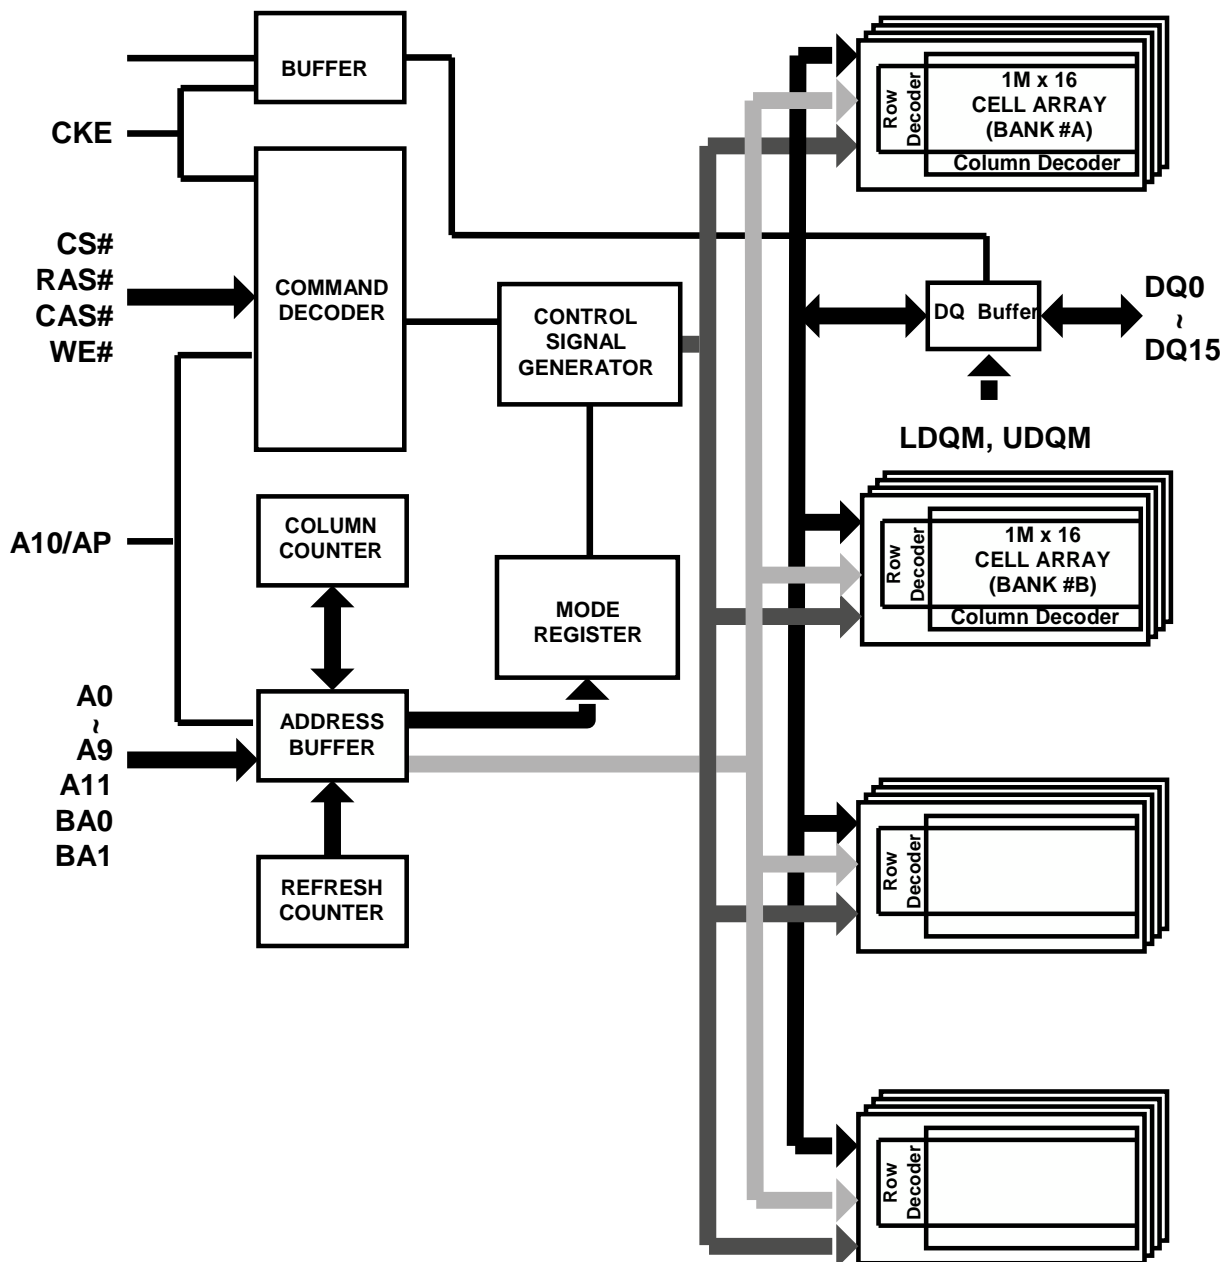 BUFFER
CKE
CS#
RAS#
CAS#
WE#
COMMAND
DECODER
CONTROL
SIGNAL
GENERATOR
A10/AP
COLUMN
COUNTER
MODE
REGISTER
A0
~
A9
A11
BA0
BA1
ADDRESS
BUFFER
REFRESH
COUNTER
Row
Decoder
1M x 16
CELL ARRAY
(BANK #A)
Column Decoder
DQ Buffer
DQ0
~
DQ15
LDQM, UDQM
Row
Decoder
1M x 16
CELL ARRAY
(BANK #B)
Column Decoder
Row
Decoder
Row
Decoder